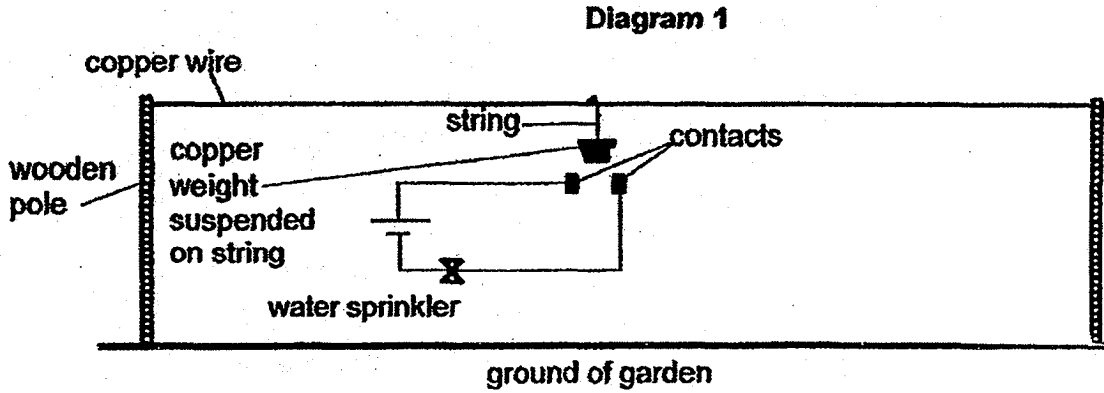 Diagram 1
copper wire
string
contacts
copper
weight
suspended
on string
wooden
pole
water sprinkler
ground of garden